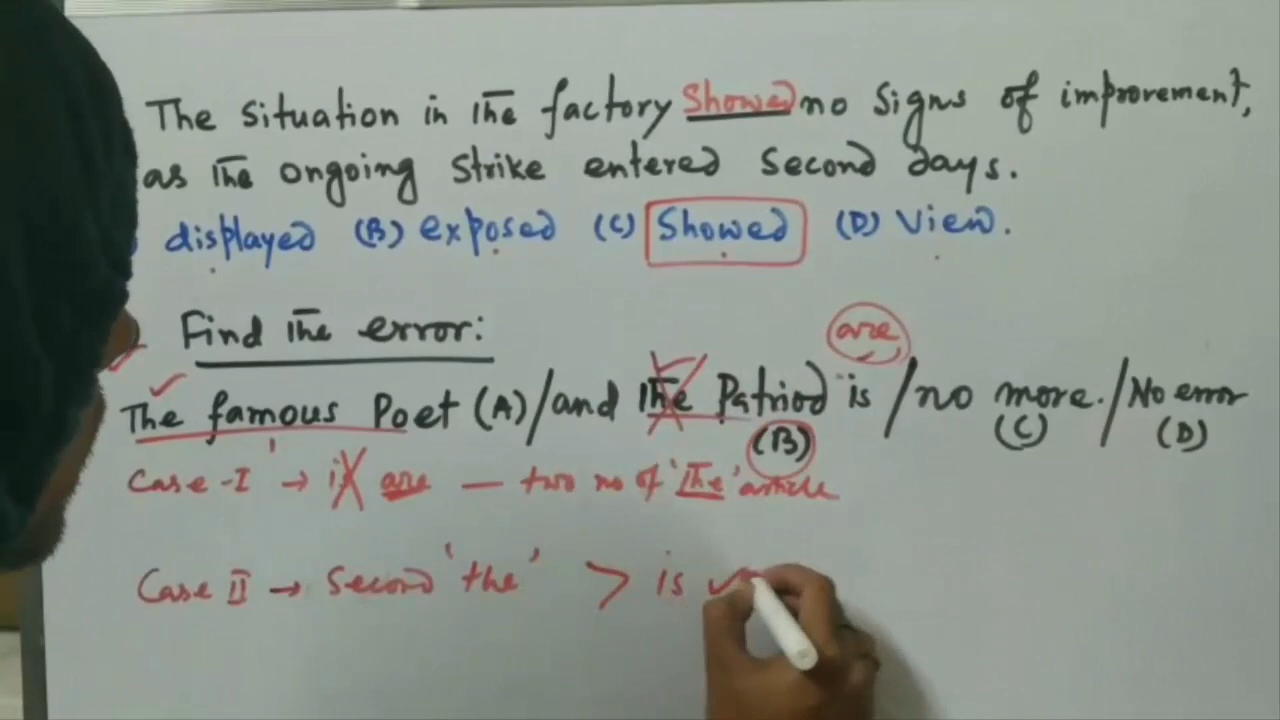 The Situation in the factory Showed no Signs of improvement,
as the ongoing Strike entered Second days.
displayed (B) exposed (C) Showed (D) View.
Find the error:
are
The famous Poet (A)/and the Patriod is /no more./No error
(B) (C) (D)
Case-I → is are — two no of 'The' article
Case II → Second 'the' > is